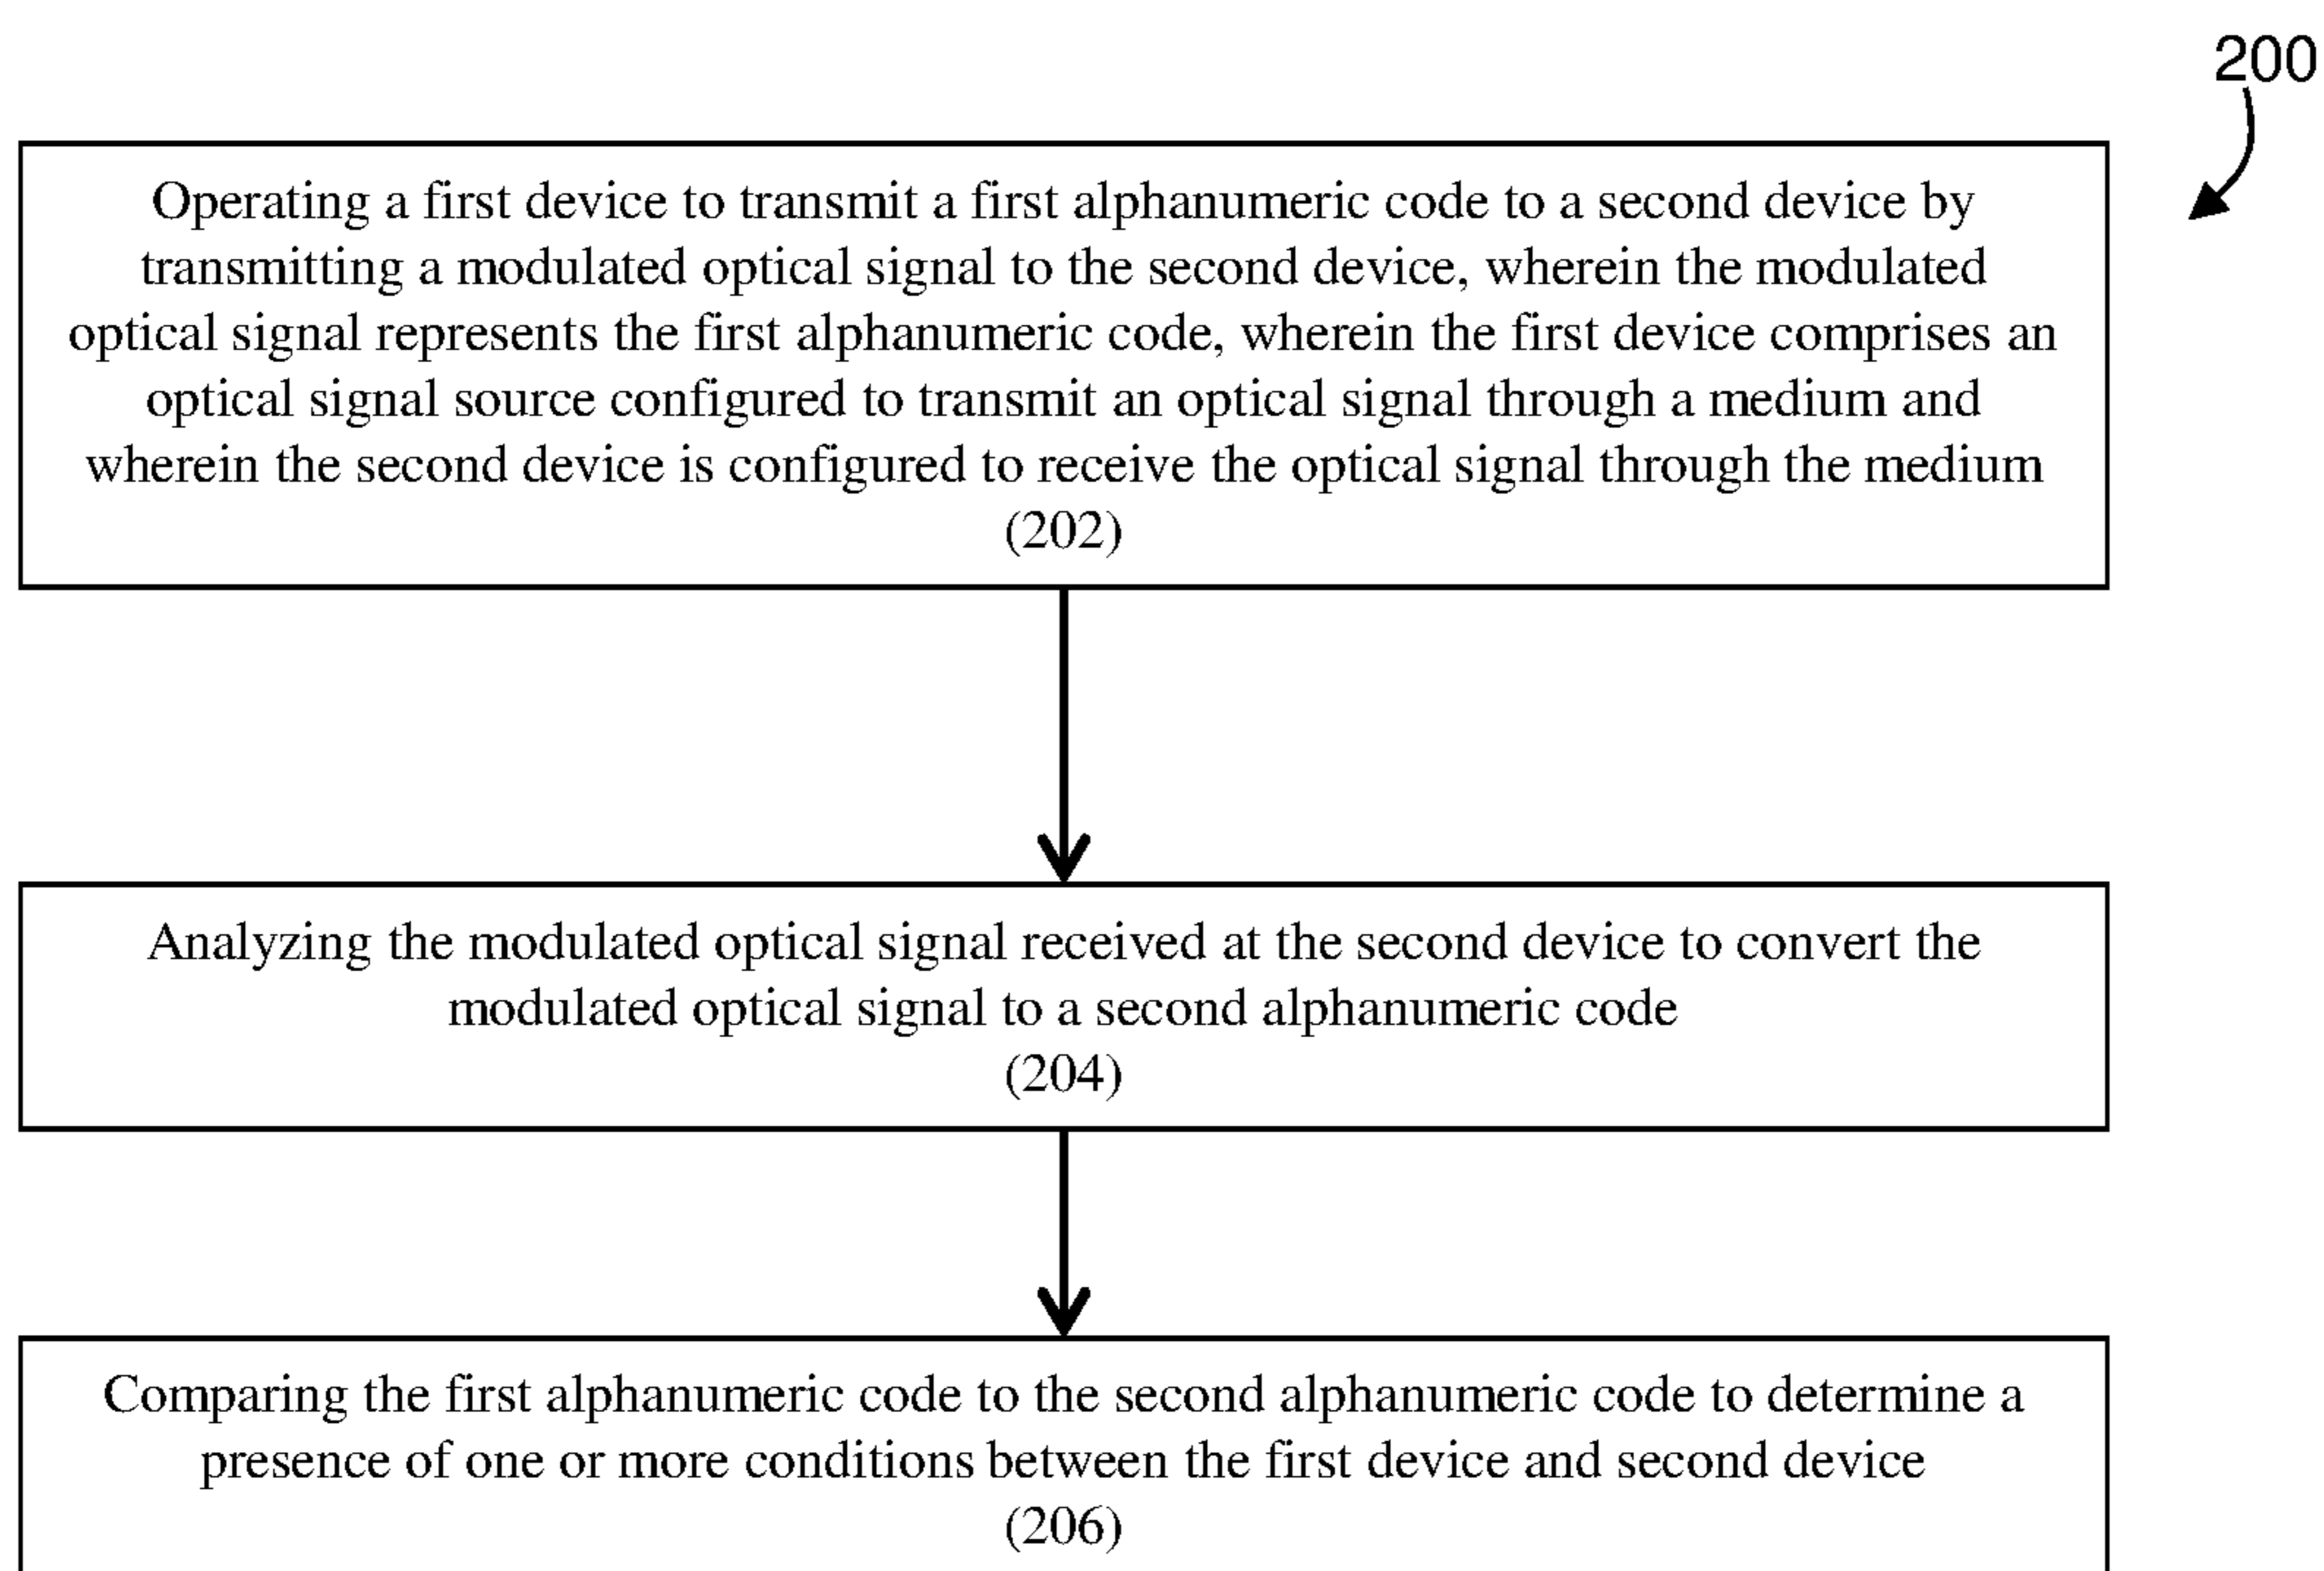 200
Operating a first device to transmit a first alphanumeric code to a second device by
transmitting a modulated optical signal to the second device, wherein the modulated
optical signal represents the first alphanumeric code, wherein the first device comprises an
optical signal source configured to transmit an optical signal through a medium and
wherein the second device is configured to receive the optical signal through the medium
(202)
Analyzing the modulated optical signal received at the second device to convert the
modulated optical signal to a second alphanumeric code
(204)
Comparing the first alphanumeric code to the second alphanumeric code to determine a
presence of one or more conditions between the first device and second device
(206)